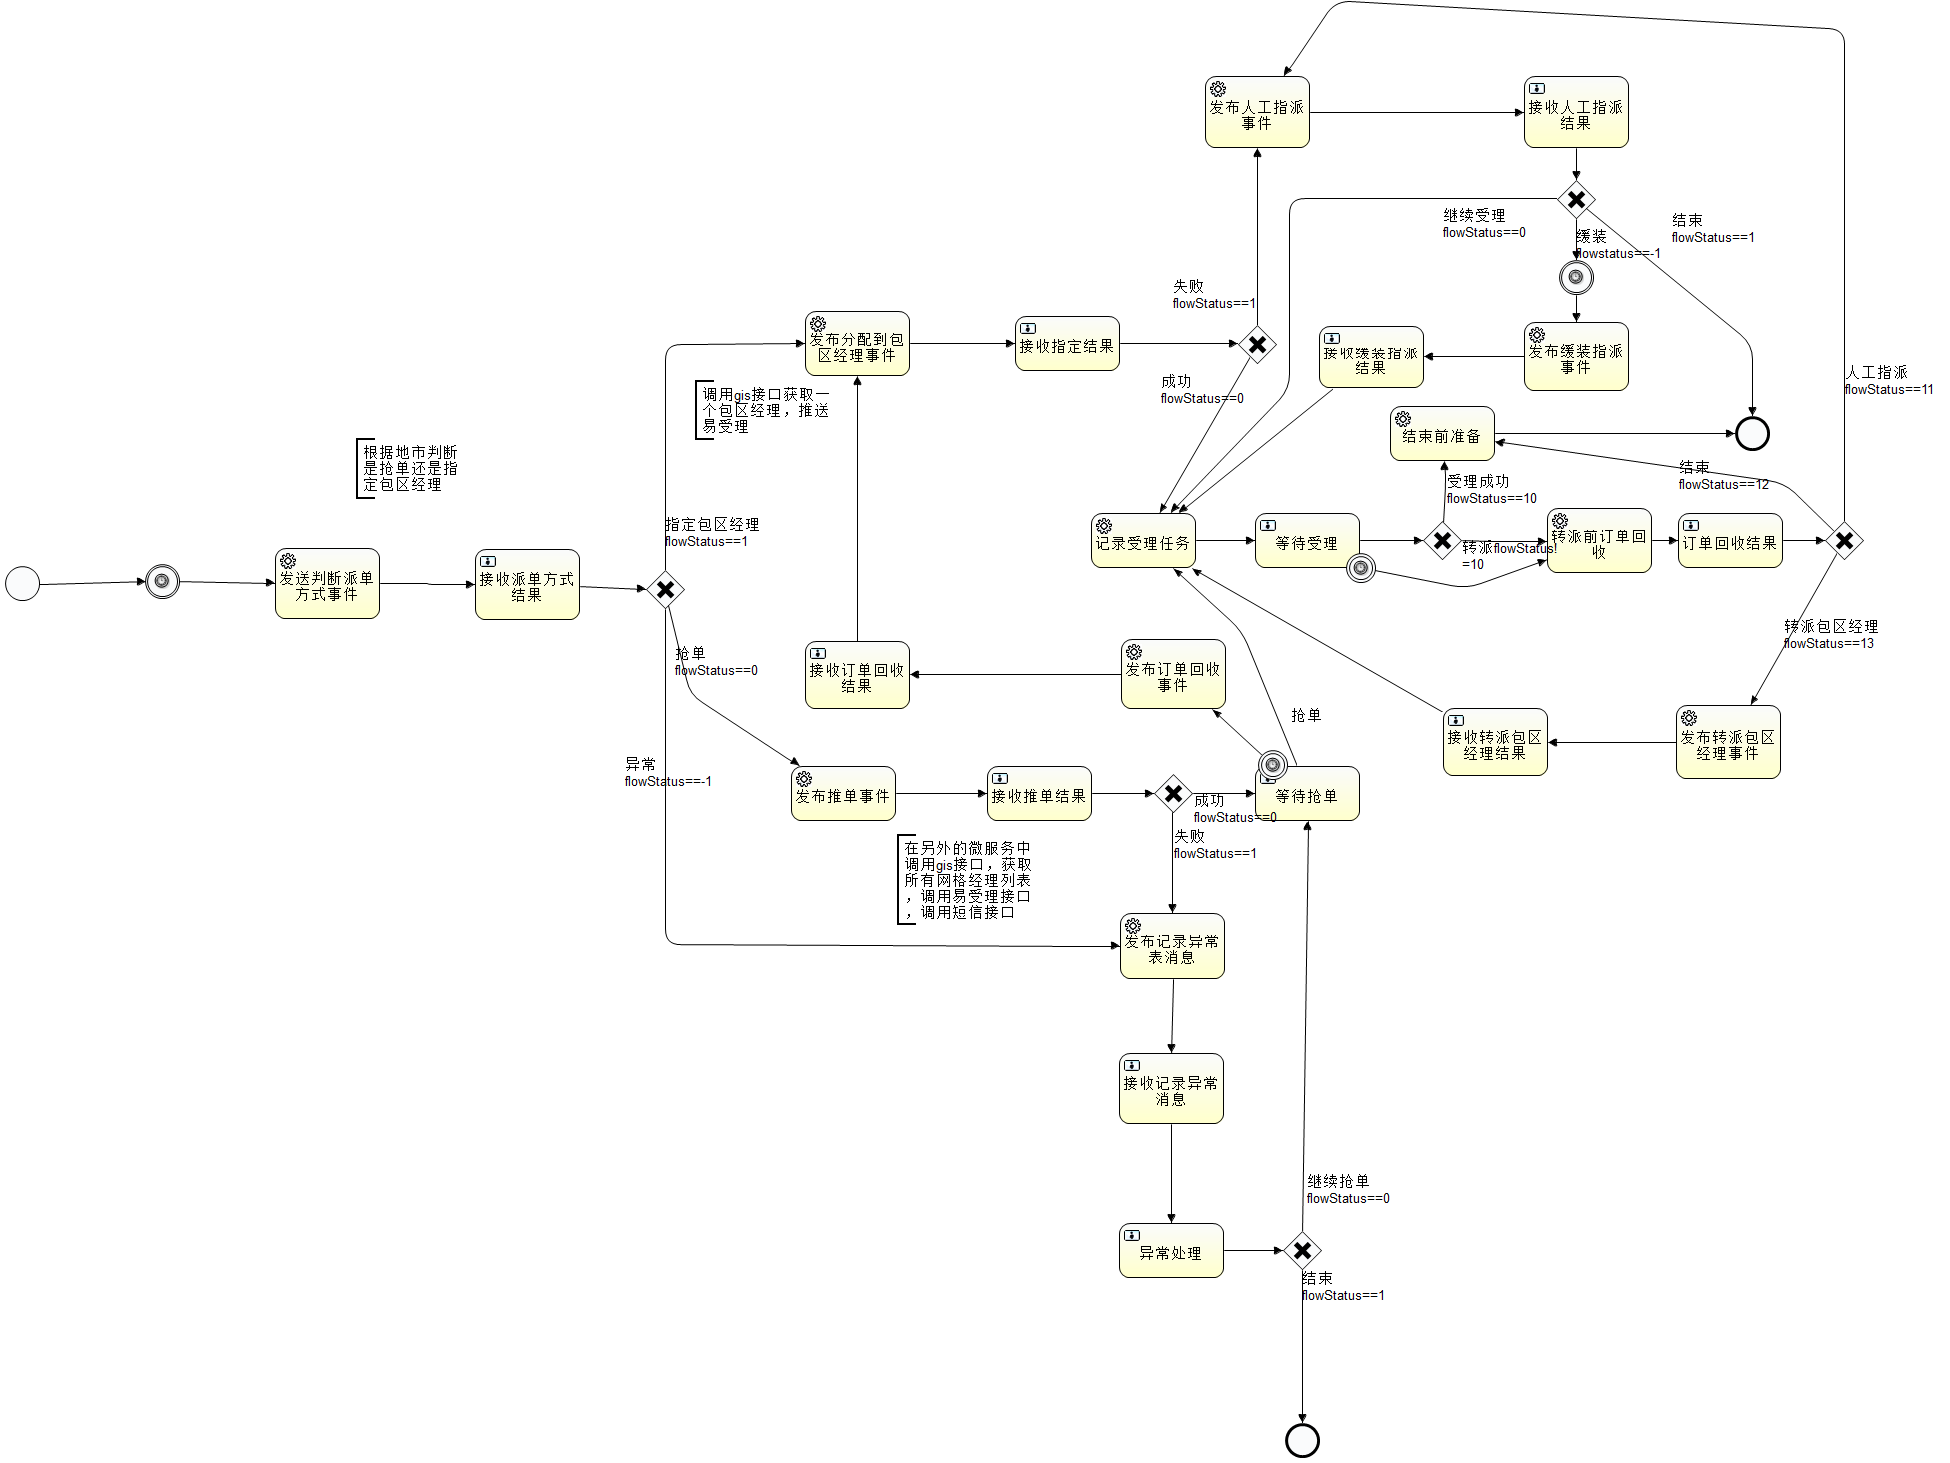 发布人工指派
事件
接收人工指派
结果
继续受理
flowStatus==0
缓装
flowstatus==-1
结束
flowStatus==1
失败
flowStatus==1
发布分配到包
区经理事件
接收指定结果
接收缓装指派
结果
发布缓装指派
事件
成功
flowStatus==0
人工指派
flowStatus==11
调用gis接口获取一
个包区经理，推送
易受理
结束前准备
根据地市判断
是抢单还是指
定包区经理
受理成功
flowStatus==10
结束
flowStatus==12
指定包区经理
flowStatus==1
记录受理任务
等待受理
转派flowStatus!
=10
转派前订单回
收
订单回收结果
发送判断派单
方式事件
接收派单方式
结果
抢单
flowStatus==0
接收订单回收
结果
发布订单回收
事件
转派包区经理
flowStatus==13
抢单
接收转派包区
经理结果
发布转派包区
经理事件
异常
flowStatus==-1
发布推单事件
接收推单结果
成功
flowStatus==0
等待抢单
失败
flowStatus==1
在另外的微服务中
调用gis接口，获取
所有网格经理列表
，调用易受理接口
，调用短信接口
发布记录异常
表消息
接收记录异常
消息
继续抢单
flowStatus==0
异常处理
结束
flowStatus==1